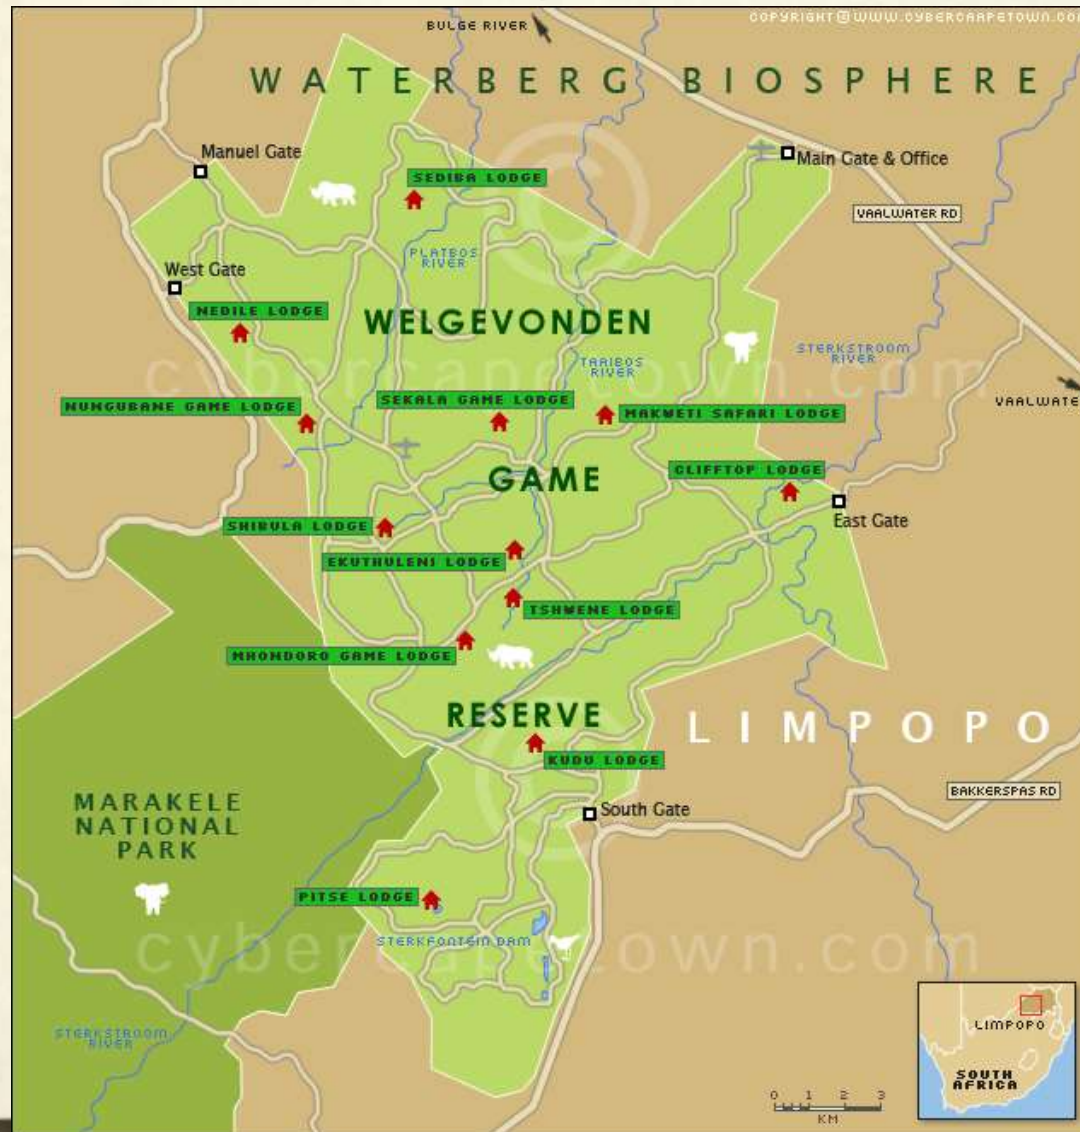 COPYRIGHT©WWW.CYBERCAAPETOWN.CO
BULGE RIVER
WATERBERG BIOSPHERE
Manuel Gate
Main Gate & Office
SEDIBA LODGE
VAALWATER RD
PLATBOS
RIVER
West Gate
NEDILE LODGE
WELGEVONDEN
STERKSTROOM
RIVER
TARIBOS
RIVER
cybercapetown.com
VAALWATE
NUNGUBANE GAME LODGE
SEKALA GAME LODGE
MAKWETI SAFARI LODGE
CLIFFTOP LODGE
GAME
East Gate
SHIBULA LODGE
EKUTHULENI LODGE
TSHWENE LODGE
MHONDORO GAME LODGE
RESERVE
LIMPOPO
KUDU LODGE
BAKKERSPAS RD
MARAKELE
NATIONAL
PARK
South Gate
PITSE LODGE
STERKFONTEIN DAM
cybercapetown.com
STERKSTROOM
RIVER
LIMPOPO
SOUTH
AFRICA
0 1 2 3
KM